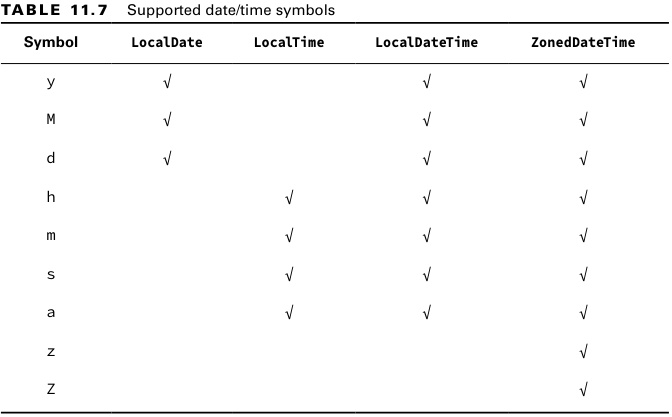 TABLE 11.7 Supported date/time symbols
Symbol LocalDate LocalTime LocalDateTime ZonedDateTime
y √ √ √
M √ √ √
d √ √ √
h √ √ √
m √ √ √
s √ √ √
a √ √ √
z √
Z √